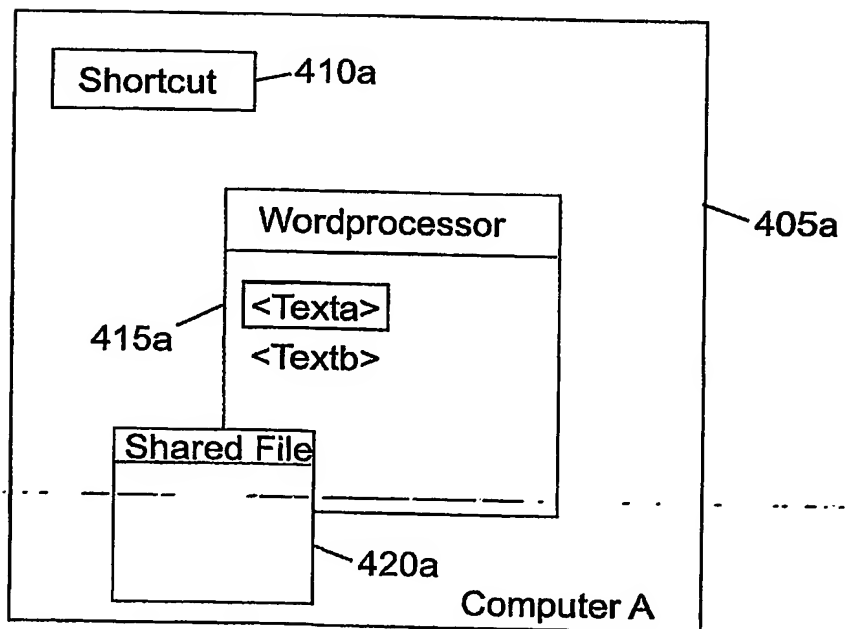 Shortcut 410a
Wordprocessor 405a
<Texta>
415a
<Textb>
Shared File
420a
Computer A